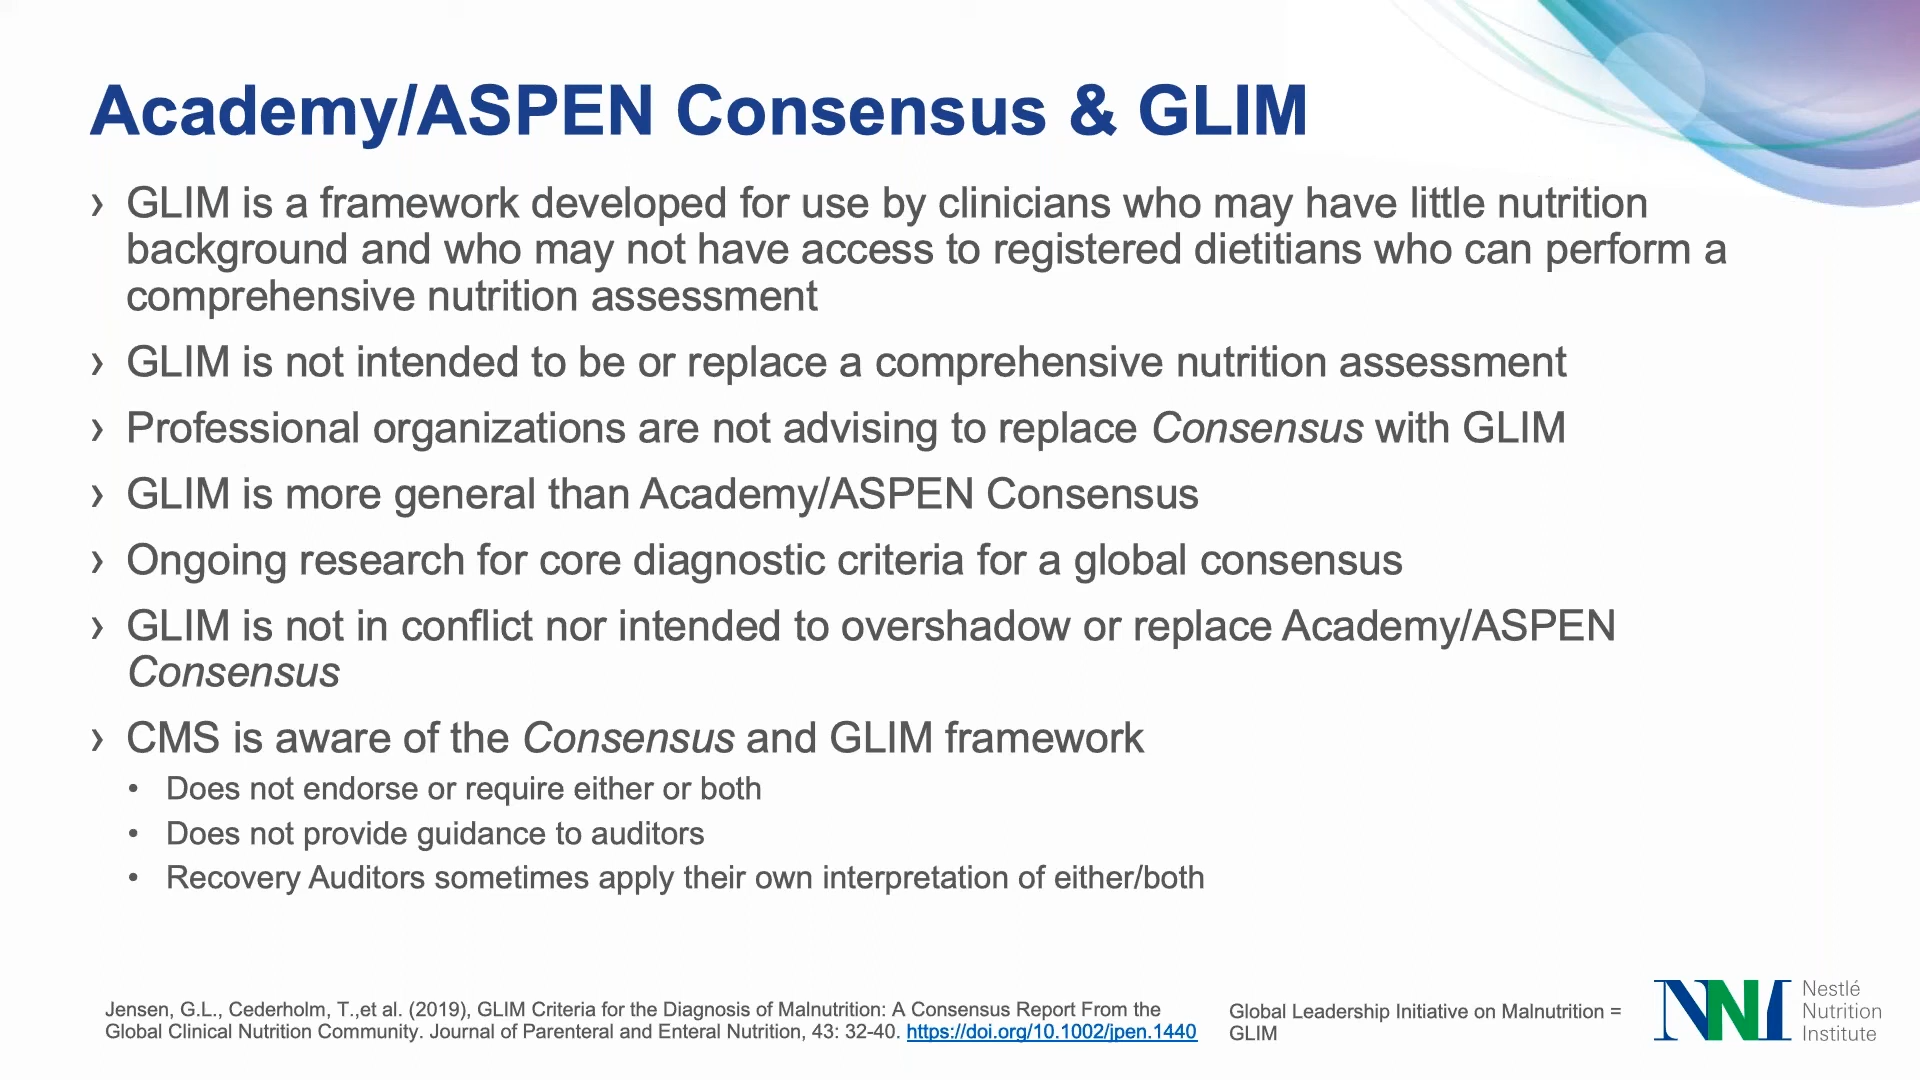 Academy/ASPEN Consensus & GLIM
› GLIM is a framework developed for use by clinicians who may have little nutrition
background and who may not have access to registered dietitians who can perform a
comprehensive nutrition assessment
› GLIM is not intended to be or replace a comprehensive nutrition assessment
› Professional organizations are not advising to replace Consensus with GLIM
› GLIM is more general than Academy/ASPEN Consensus
› Ongoing research for core diagnostic criteria for a global consensus
› GLIM is not in conflict nor intended to overshadow or replace Academy/ASPEN
Consensus
› CMS is aware of the Consensus and GLIM framework
• Does not endorse or require either or both
• Does not provide guidance to auditors
• Recovery Auditors sometimes apply their own interpretation of either/both
Jensen, G.L., Cederholm, T.,et al. (2019), GLIM Criteria for the Diagnosis of Malnutrition: A Consensus Report From the
Global Clinical Nutrition Community. Journal of Parenteral and Enteral Nutrition, 43: 32-40. https://doi.org/10.1002/jpen.1440
Global Leadership Initiative on Malnutrition =
GLIM
NNI
Nestlé
Nutrition
Institute